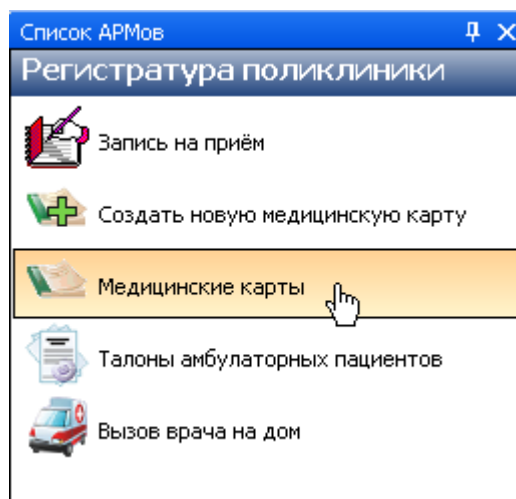 Список АРМов
Регистратура поликлиники
Запись на приём
Создать новую медицинскую карту
Медицинские карты
Талоны амбулаторных пациентов
Вызов врача на дом